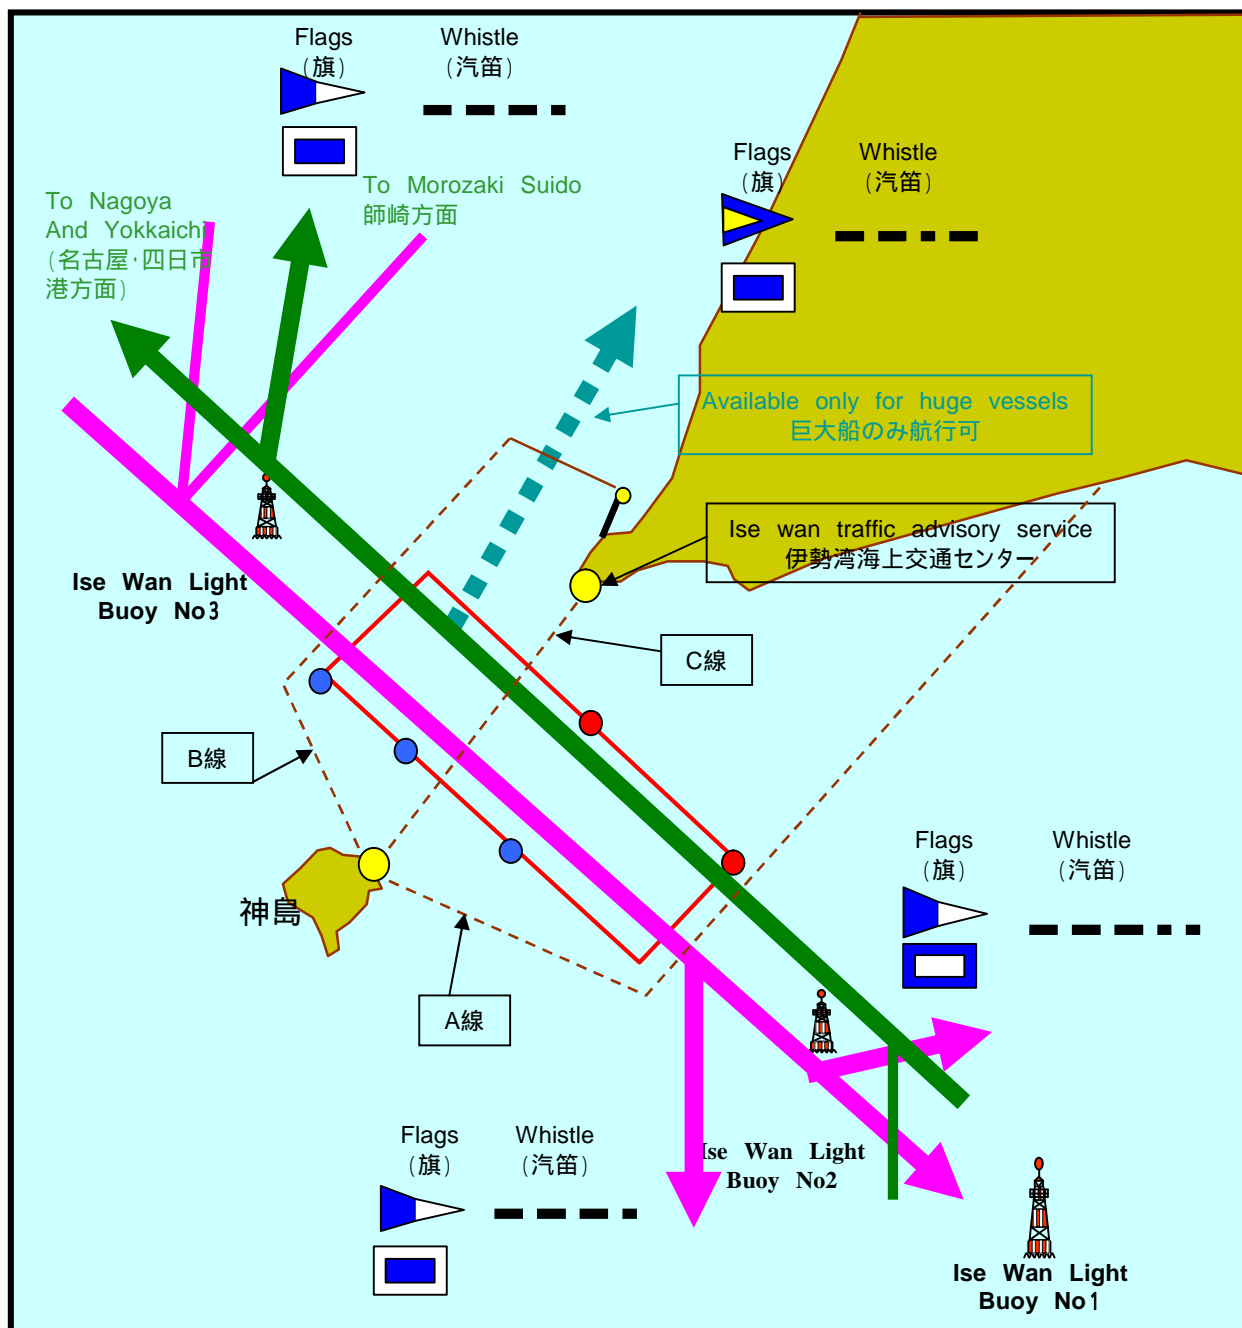 Flags
(旗)
Whistle
(汽笛)
Flags
(旗)
Whistle
(汽笛)
To Nagoya
And Yokkaichi
(名古屋・四日市
港方面)
To Morozaki Suido
師崎方面
Available only for huge vessels
巨大船のみ航行可
Ise wan traffic advisory service
伊勢湾海上交通センター
Ise Wan Light
Buoy No3
C線
B線
神島
A線
Flags
(旗)
Whistle
(汽笛)
Flags
(旗)
Whistle
(汽笛)
Ise Wan Light
Buoy No2
Ise Wan Light
Buoy No1